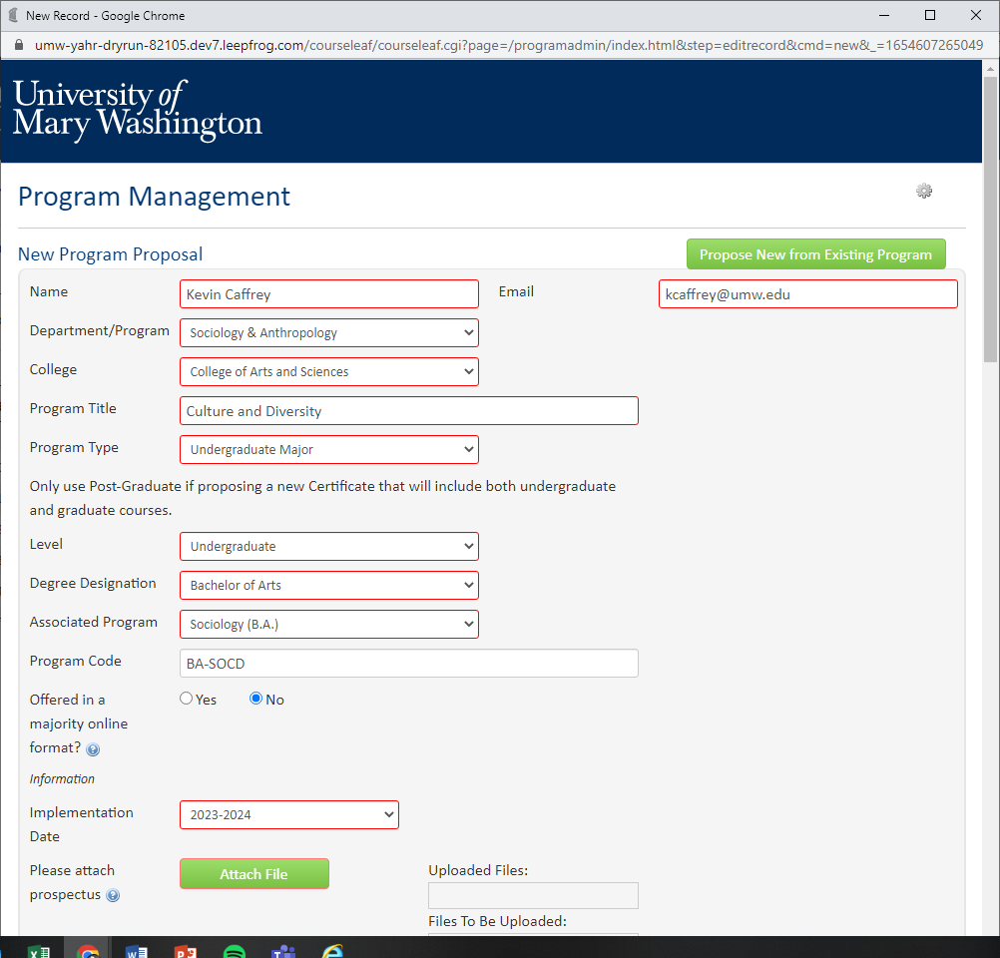 New Record - Google Chrome
umw-yahr-dryrun-82105.dev7.leepfrog.com/courseleaf/courseleaf.cgi?page=/programadmin/index.html&step=editrecord&cmd=new&_=1654607265049
University of
Mary Washington
Program Management
New Program Proposal
Propose New from Existing Program
Name
Kevin Caffrey
Email
kcaffrey@umw.edu
Department/Program
Sociology & Anthropology
College
College of Arts and Sciences
Program Title
Culture and Diversity
Program Type
Undergraduate Major
Only use Post-Graduate if proposing a new Certificate that will include both undergraduate
and graduate courses.
Level
Undergraduate
Degree Designation
Bachelor of Arts
Associated Program
Sociology (B.A.)
Program Code
BA-SOCD
Offered in a
majority online
format?
Yes
No
Information
Implementation
Date
2023-2024
Please attach
prospectus
Attach File
Uploaded Files:
Files To Be Uploaded: